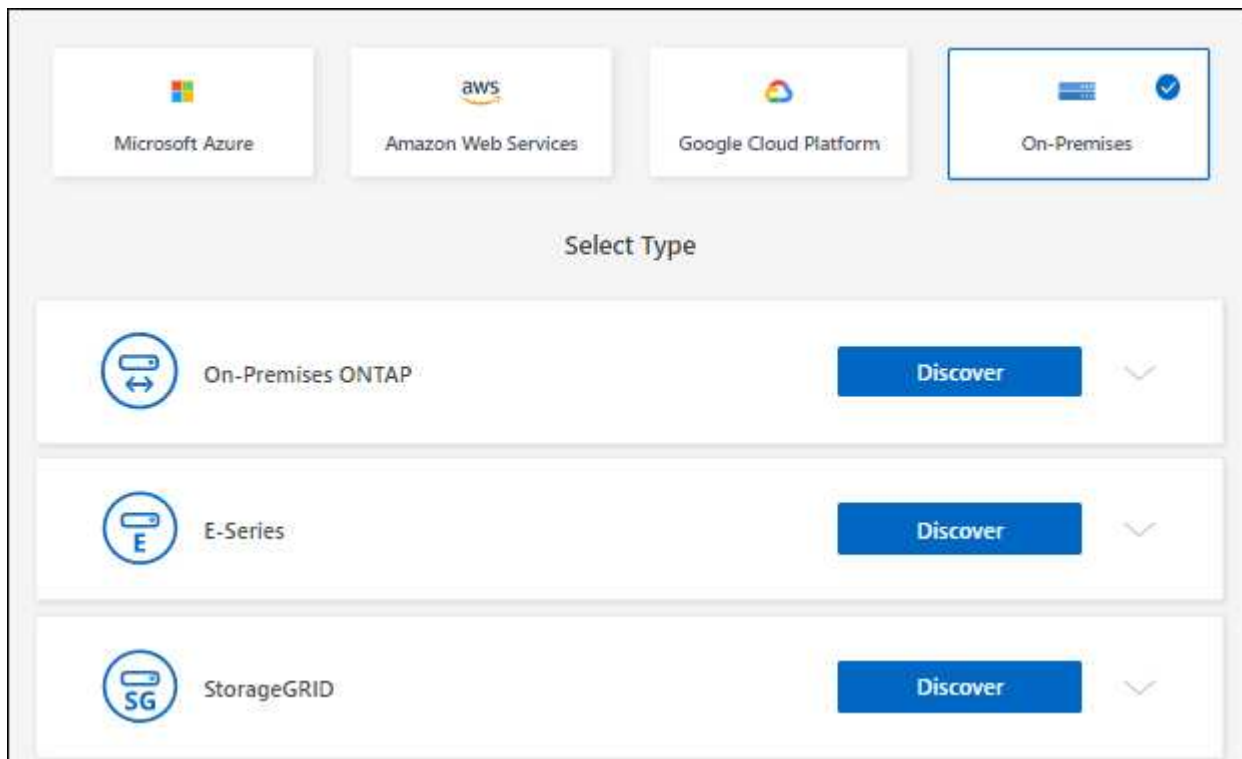 aws
Microsoft Azure
Amazon Web Services
Google Cloud Platform
On-Premises
Select Type
On-Premises ONTAP
Discover
E
E-Series
Discover
SG
StorageGRID
Discover